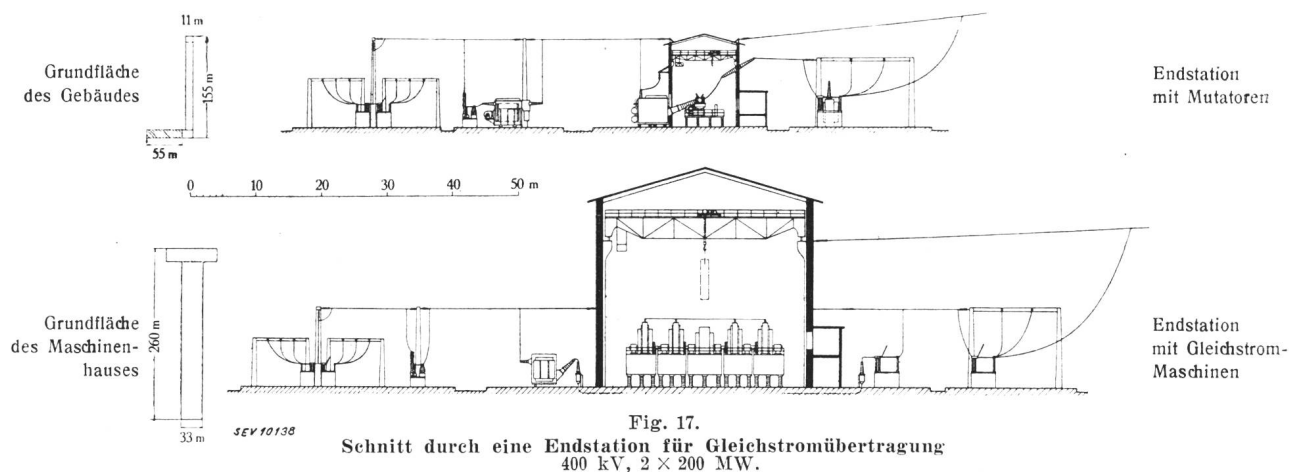 11 m
Grundfläche
des Gebäudes
155 m
55 m
Endstation
mit Mutatoren
0 10 20 30 40 50 m
Grundfläche
des Maschinen-
hauses
260 m
33 m
Endstation
mit Gleichstrom-
Maschinen
SEV 10138
Fig. 17.
Schnitt durch eine Endstation für Gleichstromübertragung
400 kV, 2 × 200 MW.